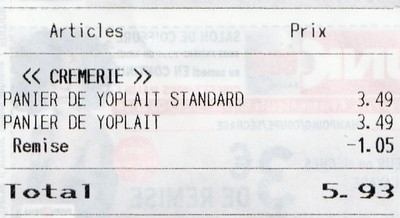 Articles Prix
<< CREMERIE >>
PANIER DE YOPLAIT STANDARD 3.49
PANIER DE YOPLAIT 3.49
Remise -1.05
Total 5.93